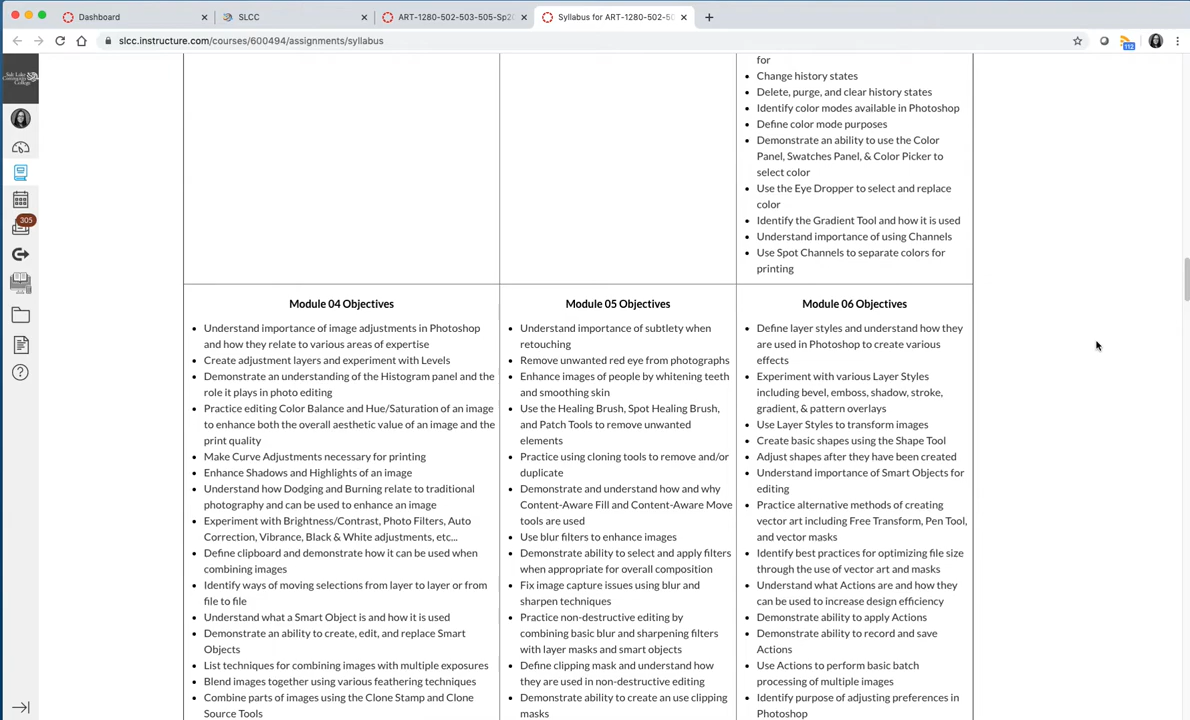 Dashboard
SLCC
ART-1280-502-503-505-Sp2
Syllabus for ART-1280-502-50
slcc.instructure.com/courses/600494/assignments/syllabus
112
Salt Lake
Community
College
305
for
Change history states
Delete, purge, and clear history states
Identify color modes available in Photoshop
Define color mode purposes
Demonstrate an ability to use the Color
Panel, Swatches Panel, & Color Picker to
select color
Use the Eye Dropper to select and replace
color
Identify the Gradient Tool and how it is used
Understand importance of using Channels
Use Spot Channels to separate colors for
printing
Module 04 Objectives
Understand importance of image adjustments in Photoshop
and how they relate to various areas of expertise
Create adjustment layers and experiment with Levels
Demonstrate an understanding of the Histogram panel and the
role it plays in photo editing
Practice editing Color Balance and Hue/Saturation of an image
to enhance both the overall aesthetic value of an image and the
print quality
Make Curve Adjustments necessary for printing
Enhance Shadows and Highlights of an image
Understand how Dodging and Burning relate to traditional
photography and can be used to enhance an image
Experiment with Brightness/Contrast, Photo Filters, Auto
Correction, Vibrance, Black & White adjustments, etc...
Define clipboard and demonstrate how it can be used when
combining images
Identify ways of moving selections from layer to layer or from
file to file
Understand what a Smart Object is and how it is used
Demonstrate an ability to create, edit, and replace Smart
Objects
List techniques for combining images with multiple exposures
Blend images together using various feathering techniques
Combine parts of images using the Clone Stamp and Clone
Source Tools
Module 05 Objectives
Understand importance of subtlety when
retouching
Remove unwanted red eye from photographs
Enhance images of people by whitening teeth
and smoothing skin
Use the Healing Brush, Spot Healing Brush,
and Patch Tools to remove unwanted
elements
Practice using cloning tools to remove and/or
duplicate
Demonstrate and understand how and why
Content-Aware Fill and Content-Aware Move
tools are used
Use blur filters to enhance images
Demonstrate ability to select and apply filters
when appropriate for overall composition
Fix image capture issues using blur and
sharpen techniques
Practice non-destructive editing by
combining basic blur and sharpening filters
with layer masks and smart objects
Define clipping mask and understand how
they are used in non-destructive editing
Demonstrate ability to create an use clipping
masks
Module 06 Objectives
Define layer styles and understand how they
are used in Photoshop to create various
effects
Experiment with various Layer Styles
including bevel, emboss, shadow, stroke,
gradient, & pattern overlays
Use Layer Styles to transform images
Create basic shapes using the Shape Tool
Adjust shapes after they have been created
Understand importance of Smart Objects for
editing
Practice alternative methods of creating
vector art including Free Transform, Pen Tool,
and vector masks
Identify best practices for optimizing file size
through the use of vector art and masks
Understand what Actions are and how they
can be used to increase design efficiency
Demonstrate ability to apply Actions
Demonstrate ability to record and save
Actions
Use Actions to perform basic batch
processing of multiple images
Identify purpose of adjusting preferences in
Photoshop